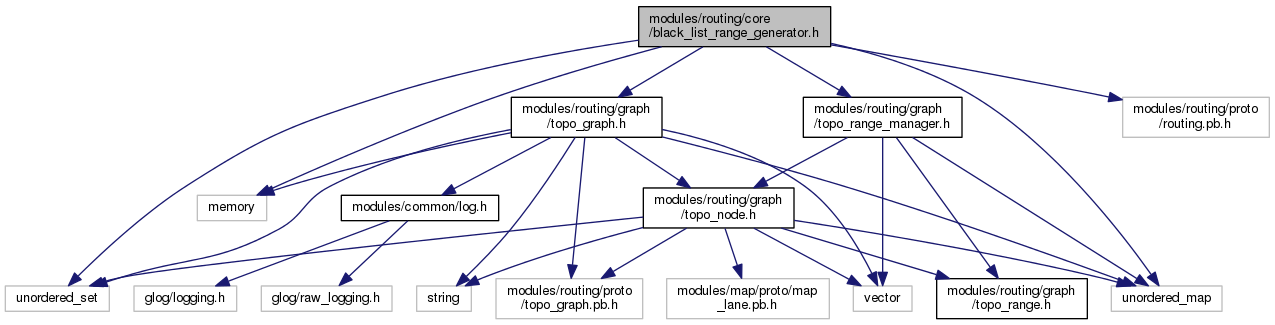 modules/routing/core
/black_list_range_generator.h
modules/routing/graph
/topo_graph.h
modules/routing/graph
/topo_range_manager.h
modules/routing/proto
/routing.pb.h
memory
modules/common/log.h
modules/routing/graph
/topo_node.h
unordered_set
glog/logging.h
glog/raw_logging.h
string
modules/routing/proto
/topo_graph.pb.h
modules/map/proto/map
_lane.pb.h
vector
modules/routing/graph
/topo_range.h
unordered_map